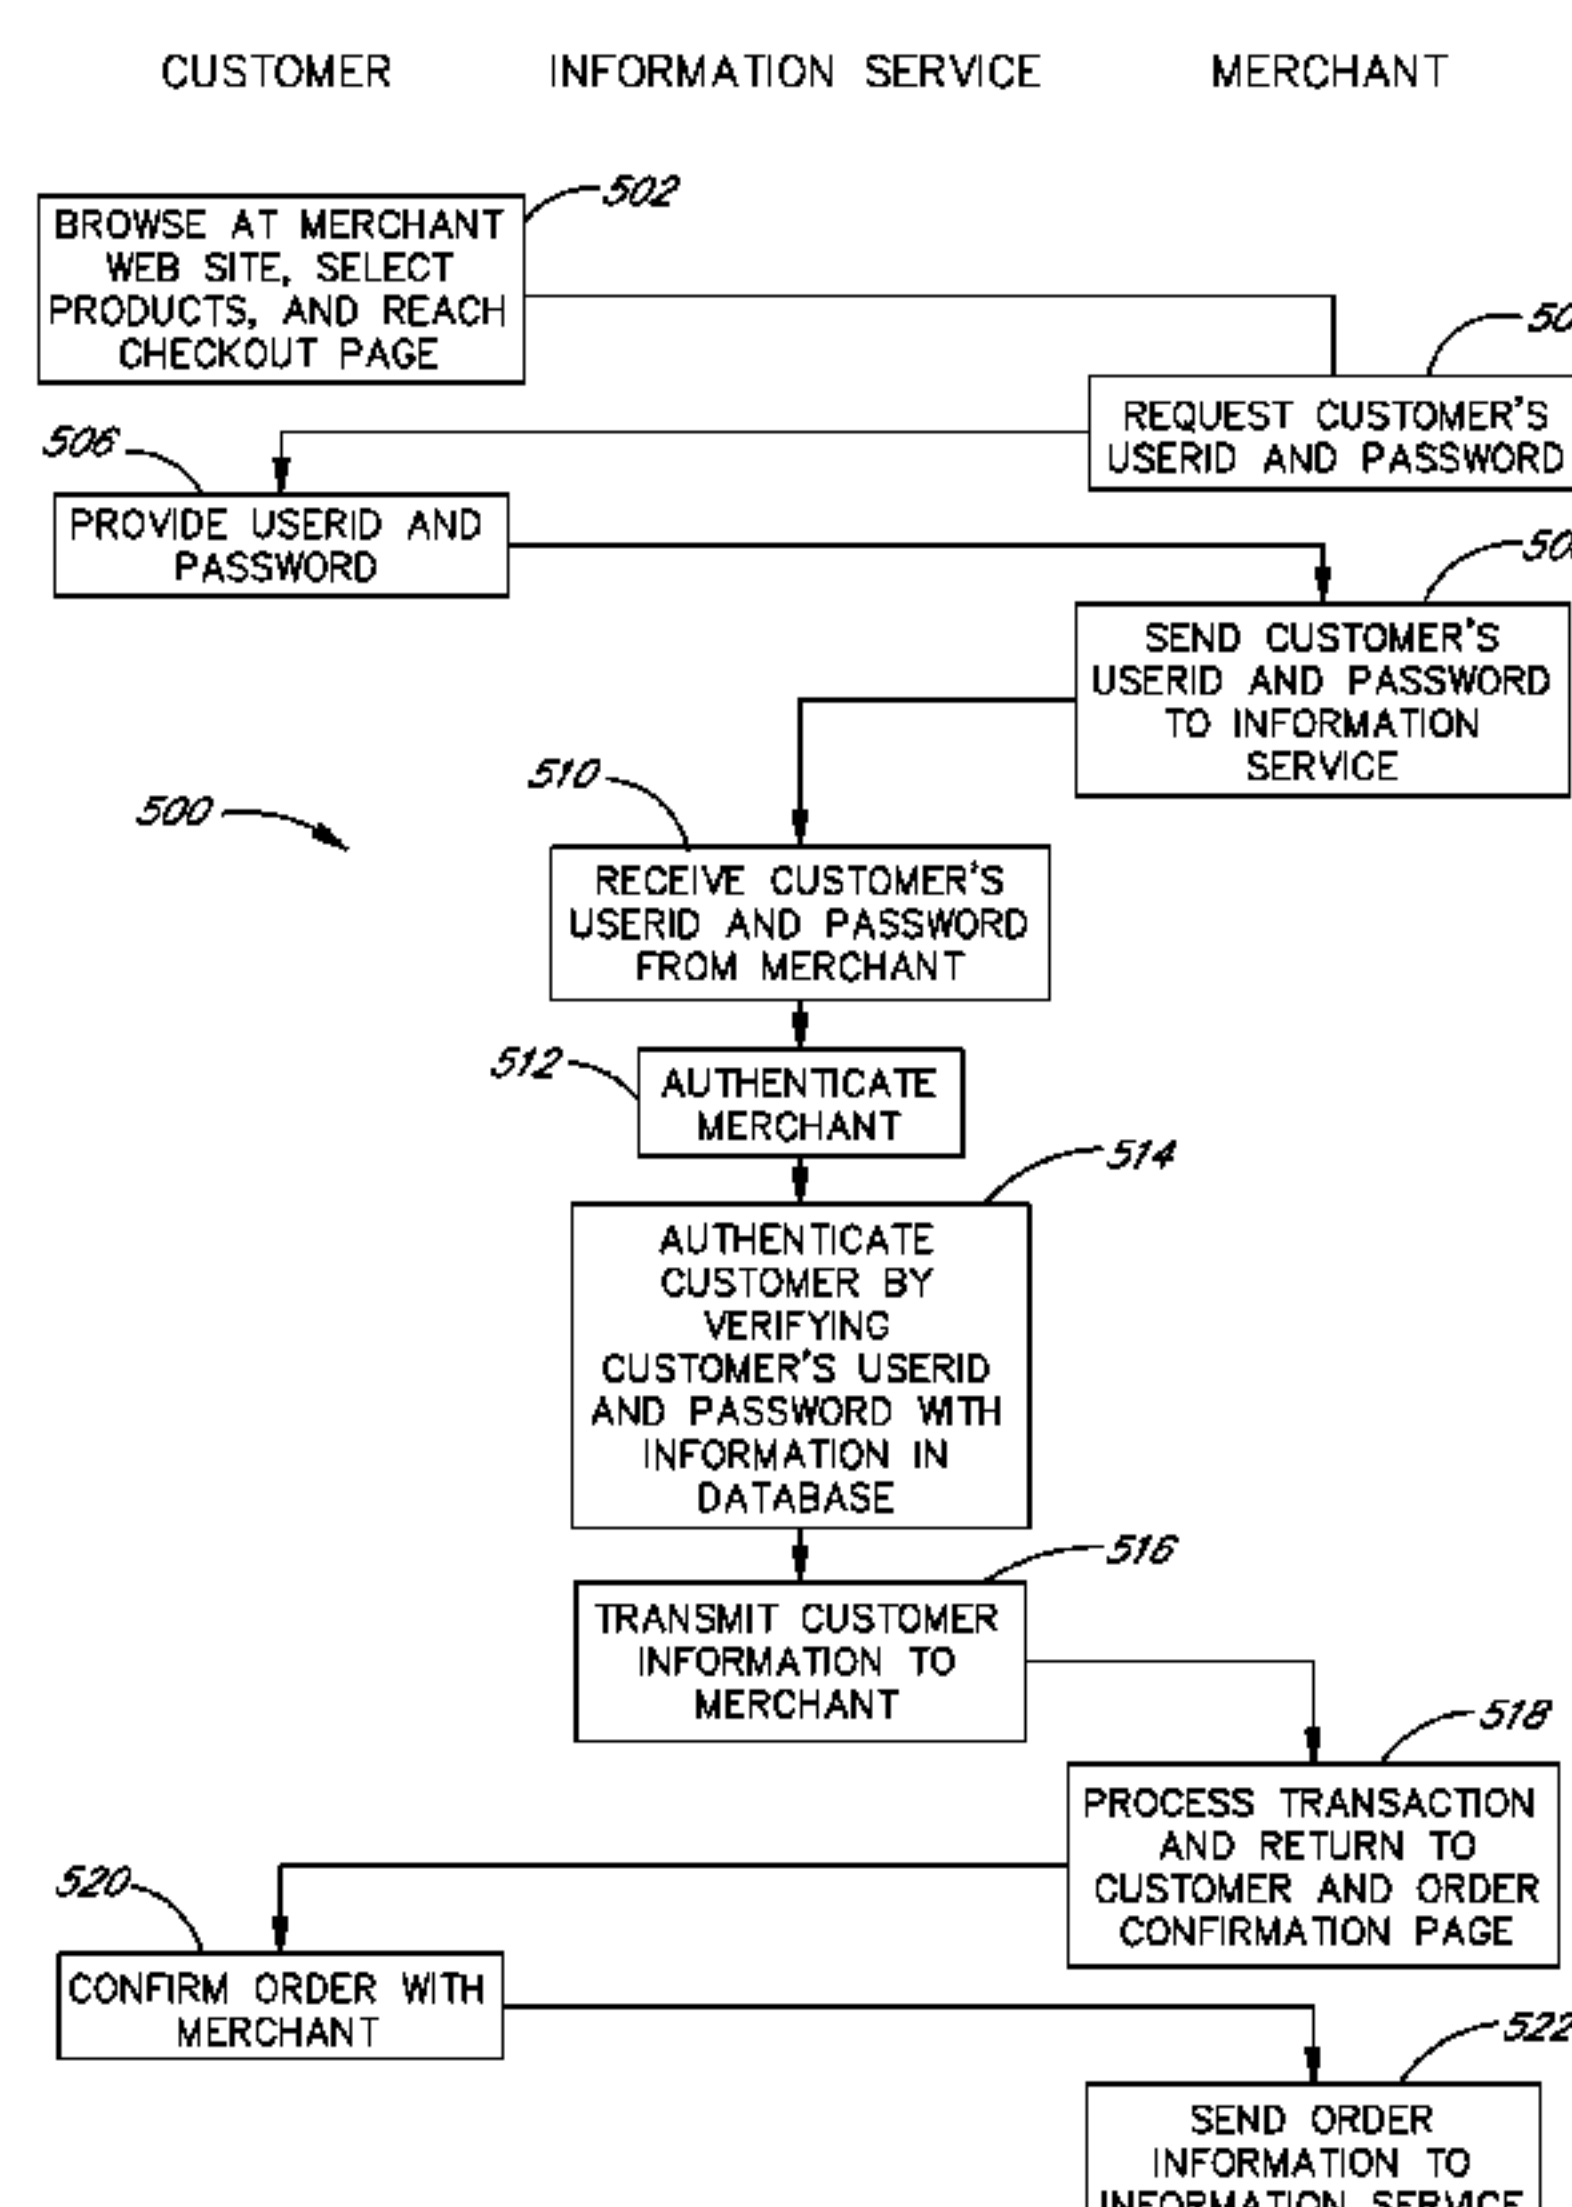 CUSTOMER INFORMATION SERVICE MERCHANT
502
BROWSE AT MERCHANT
WEB SITE, SELECT
PRODUCTS, AND REACH
CHECKOUT PAGE
REQUEST CUSTOMER'S
USERID AND PASSWORD
506
PROVIDE USERID AND
PASSWORD
SEND CUSTOMER'S
USERID AND PASSWORD
TO INFORMATION
SERVICE
510
500
RECEIVE CUSTOMER'S
USERID AND PASSWORD
FROM MERCHANT
512
AUTHENTICATE
MERCHANT
514
AUTHENTICATE
CUSTOMER BY
VERIFYING
CUSTOMER'S USERID
AND PASSWORD WITH
INFORMATION IN
DATABASE
516
TRANSMIT CUSTOMER
INFORMATION TO
MERCHANT
518
PROCESS TRANSACTION
AND RETURN TO
CUSTOMER AND ORDER
CONFIRMATION PAGE
520
CONFIRM ORDER WITH
MERCHANT
522
SEND ORDER
INFORMATION TO
INFORMATION SERVICE